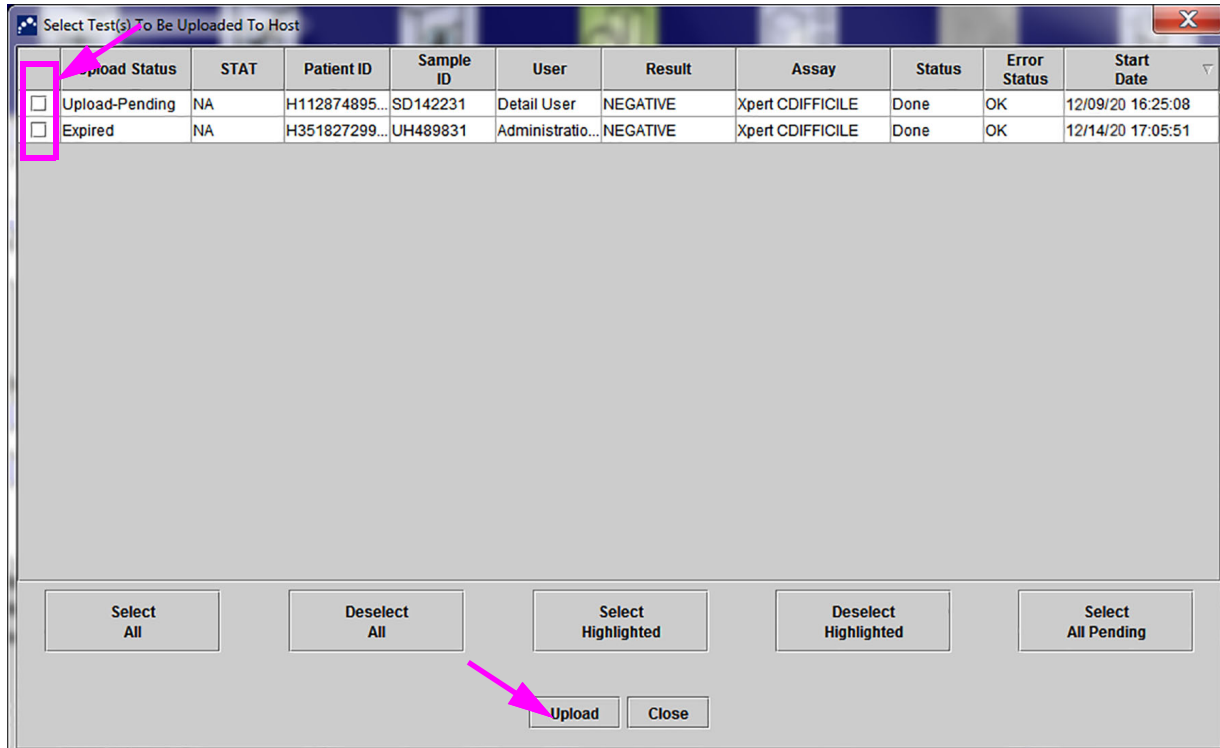 Select Test(s) To Be Uploaded To Host
Upload Status STAT Patient ID Sample ID User Result Assay Status Error Status Start Date
Upload-Pending NA H112874895... SD142231 Detail User NEGATIVE Xpert CDIFFICILE Done OK 12/09/20 16:25:08
Expired NA H351827299... UH489831 Administratio... NEGATIVE Xpert CDIFFICILE Done OK 12/14/20 17:05:51
Select All Deselect All Select Highlighted Deselect Highlighted Select All Pending
Upload Close